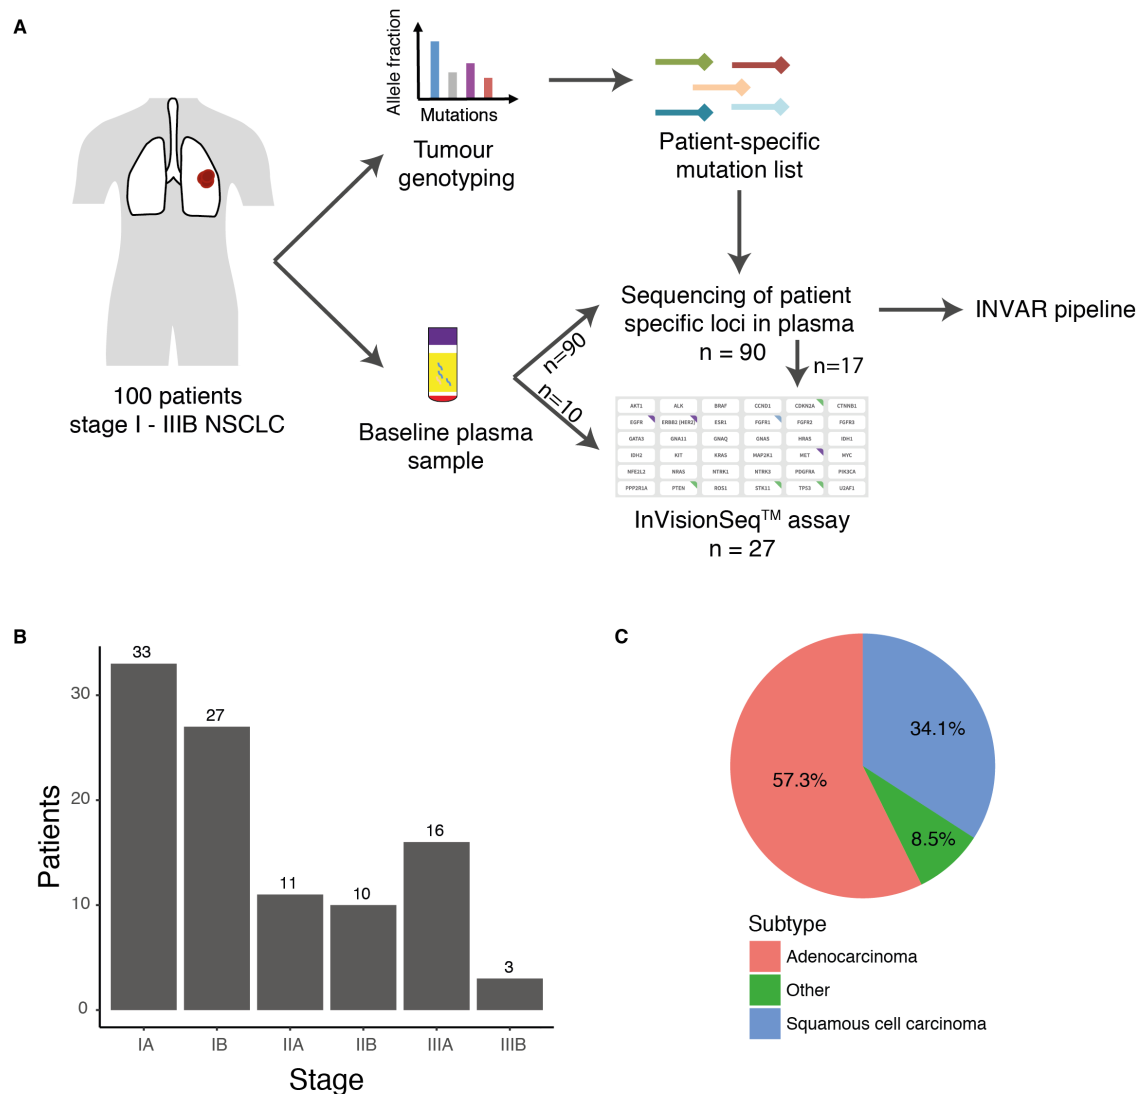 A
Allele fraction
Mutations
Tumour
genotyping
Patient-specific
mutation list
100 patients
stage I - IIIB NSCLC
Baseline plasma
sample
n=90
n=10
Sequencing of patient
specific loci in plasma
n = 90
INVAR pipeline
n=17
AKT1 ALK BRAF CCND1 CDKN2A CTNNB1
EGFR ERBB2 (HER2) ESR1 FGFR1 FGFR2 FGFR3
GATA3 GNA11 GNAQ GNAS HRAS IDH1
IDH2 KIT KRAS MAP2K1 MET MYC
NFE2L2 NRAS NTRK1 NTRK3 PDGFRA PIK3CA
PPP2R1A PTEN ROS1 STK11 TP53 U2AF1
InVisionSeq™ assay
n = 27
B
Patients
30
20
10
0
33
27
11
10
16
3
IA IB IIA IIB IIIA IIIB
Stage
C
34.1%
57.3%
8.5%
Subtype
Adenocarcinoma
Other
Squamous cell carcinoma